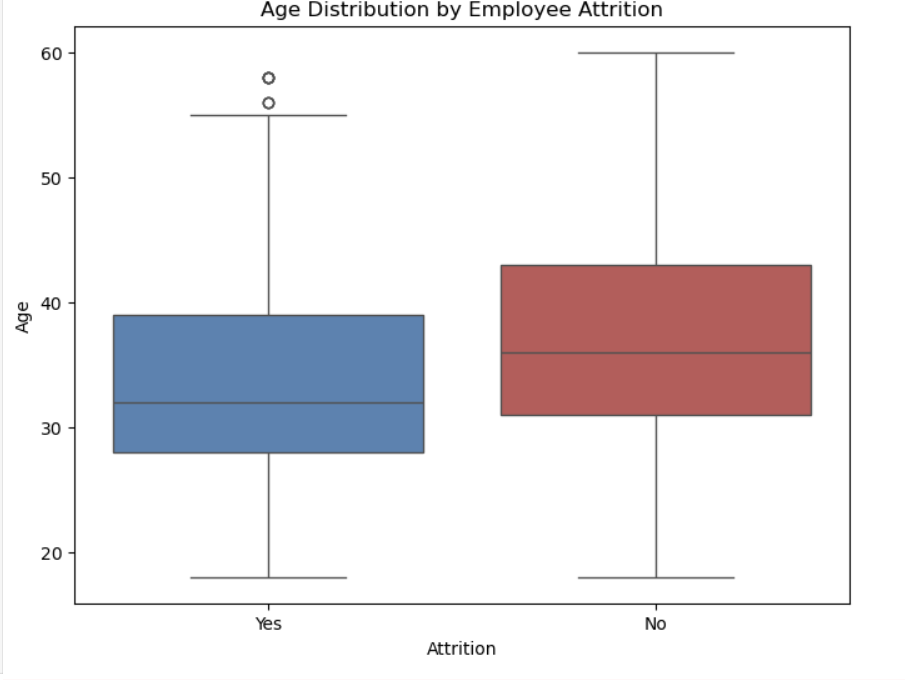 Age Distribution by Employee Attrition
60
50
40
30
20
Age
Yes No
Attrition